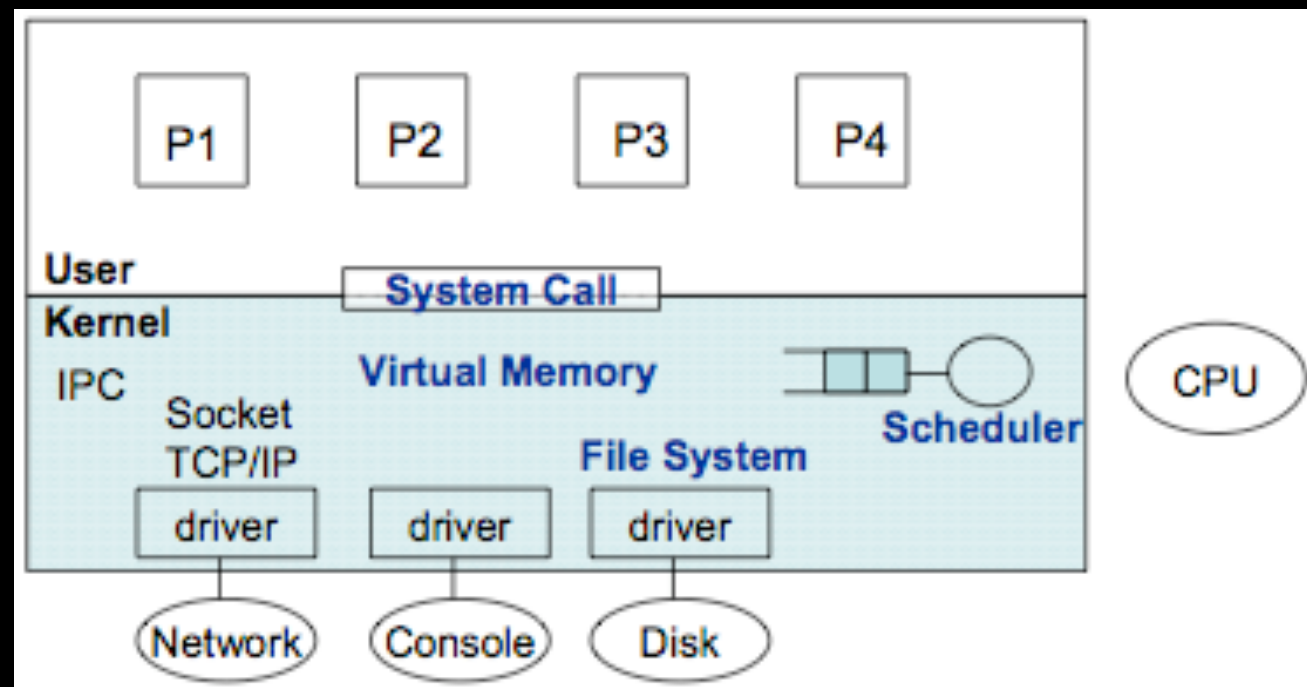 P1
P2
P3
P4
User
System Call
Kernel
IPC
Virtual Memory
Socket
TCP/IP
Scheduler
CPU
File System
driver
driver
driver
Network
Console
Disk